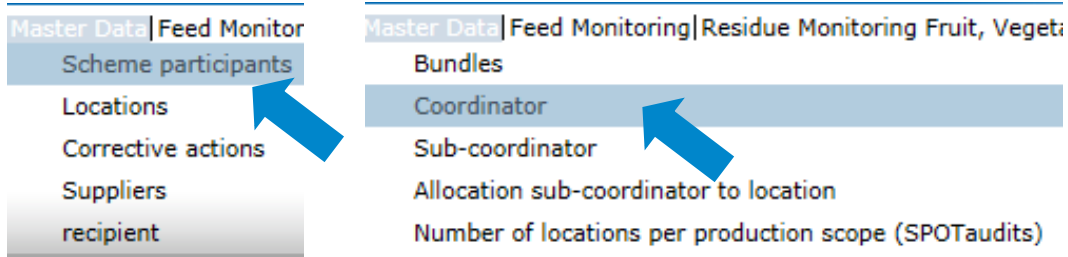 Master Data|Feed Monitor
Scheme participants
Locations
Corrective actions
Suppliers
recipient
Master Data|Feed Monitoring|Residue Monitoring Fruit,
Bundles
Coordinator
Sub-coordinator
Allocation sub-coordinator to location
Number of locations per production scope (SPOTaudits)